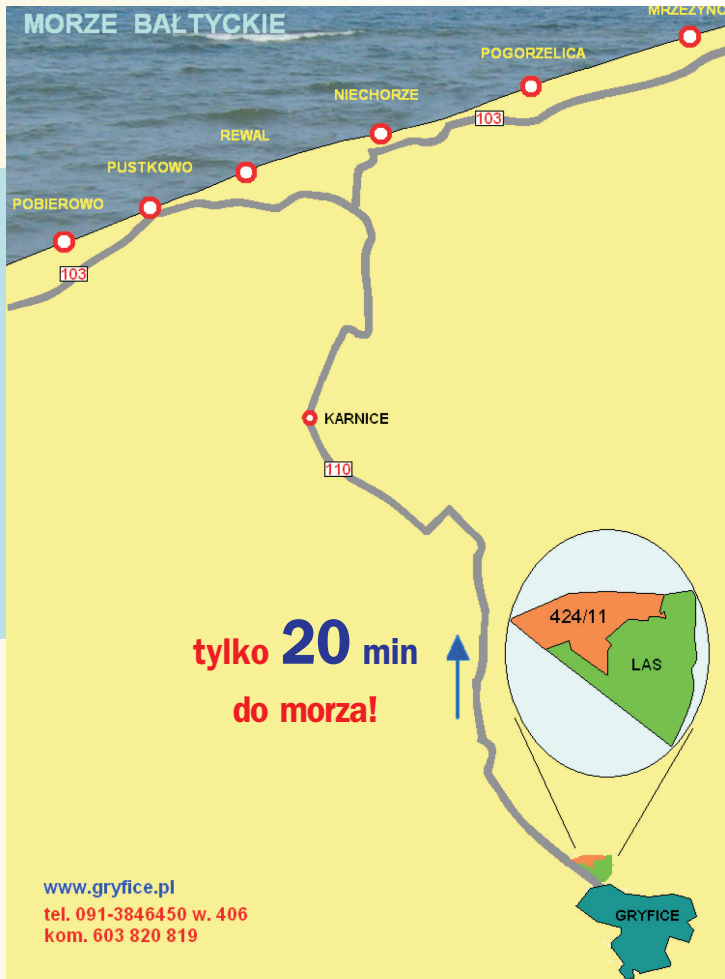 MORZE BAŁTYCKIE
MRZEŻYNO
POGORZELICA
NIECHORZE
103
REWAL
PUSTKOWO
POBIEROWO
103
KARNICE
110
424/11
LAS
tylko 20 min
do morza!
www.gryfice.pl
tel. 091-3846450 w. 406
kom. 603 820 819
GRYFICE